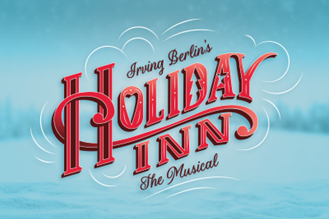 Irving Berlin's
HOLIDAY
INN
The Musical